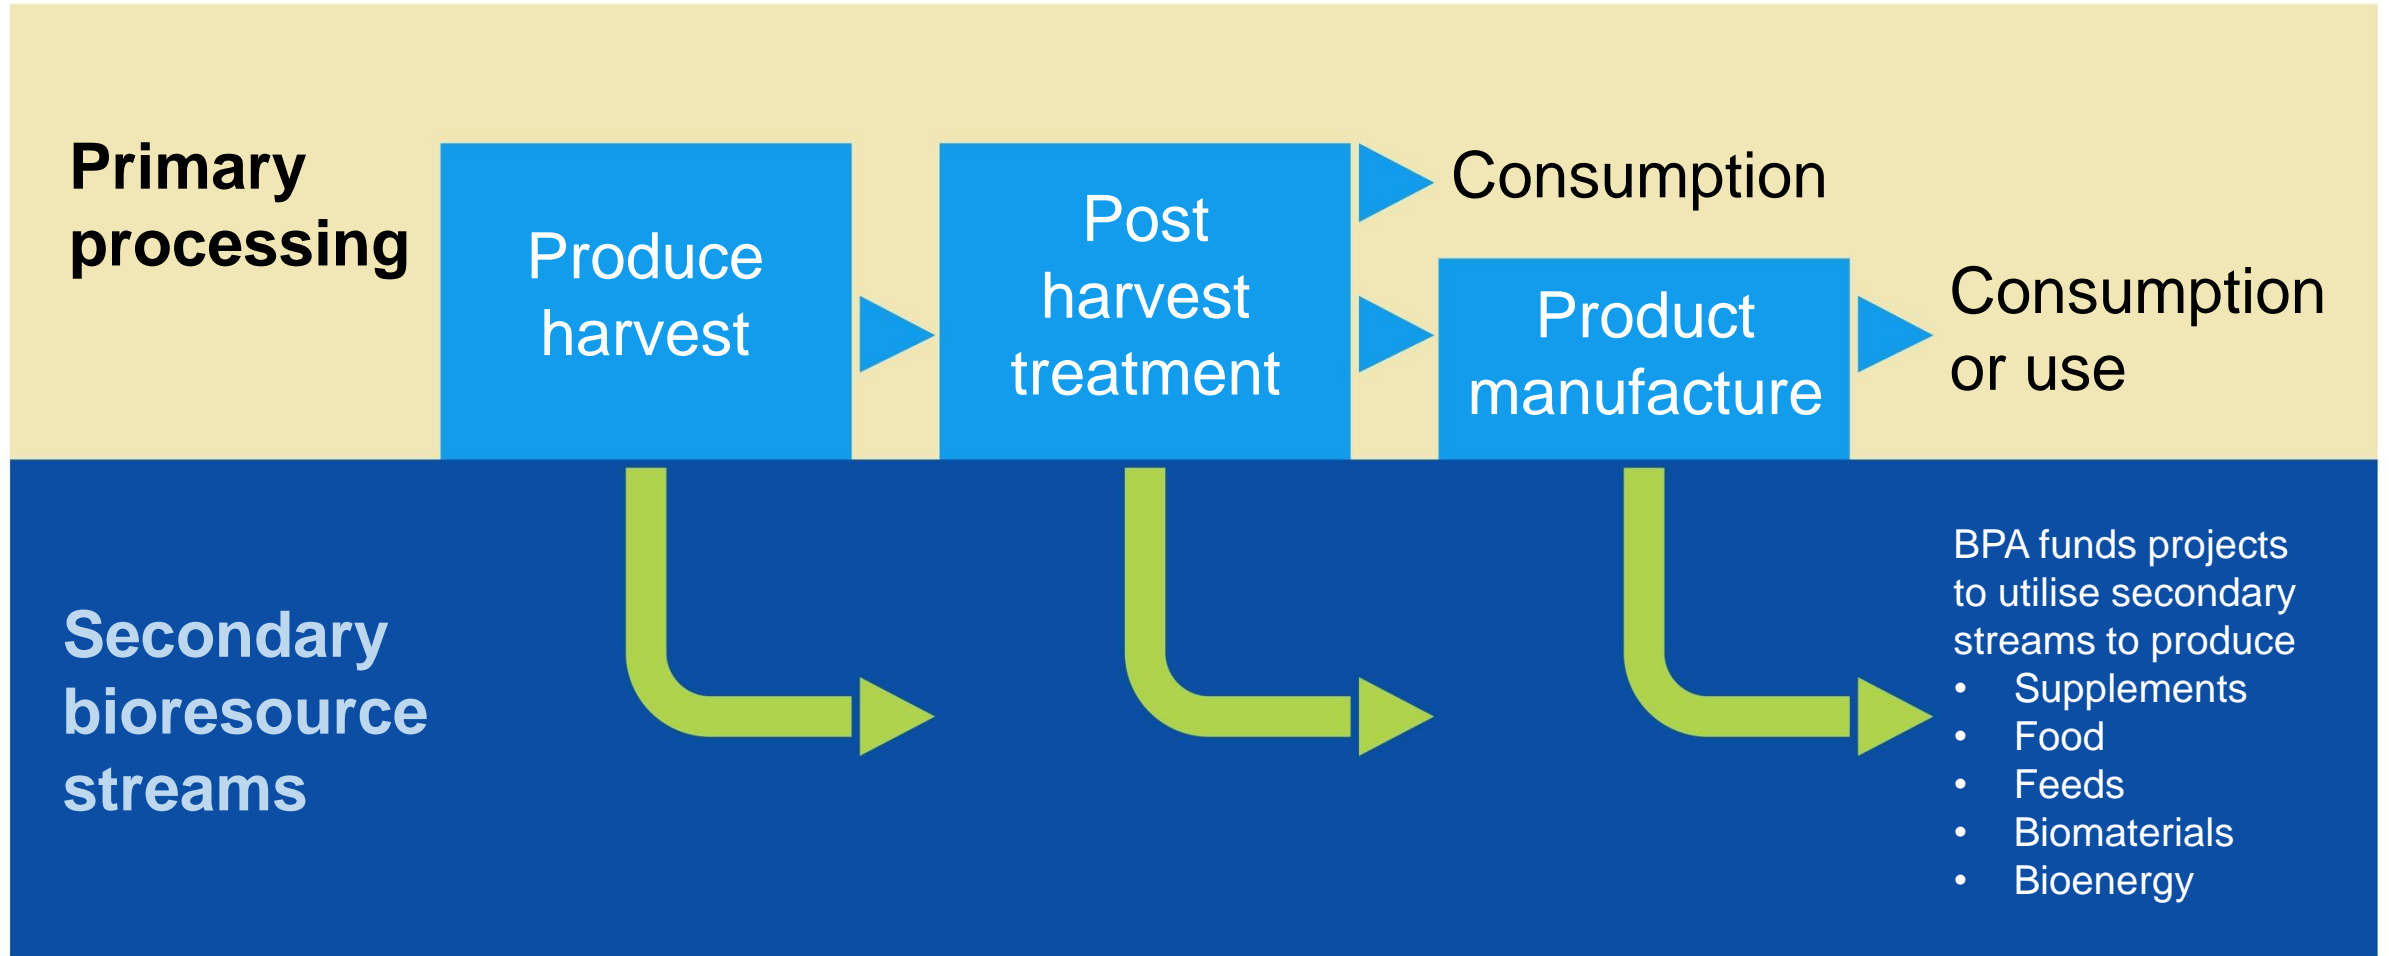 Primary
processing
Produce
harvest
Post
harvest
treatment
Consumption
Product
manufacture
Consumption
or use
Secondary
bioresource
streams
BPA funds projects
to utilise secondary
streams to produce
• Supplements
• Food
• Feeds
• Biomaterials
• Bioenergy